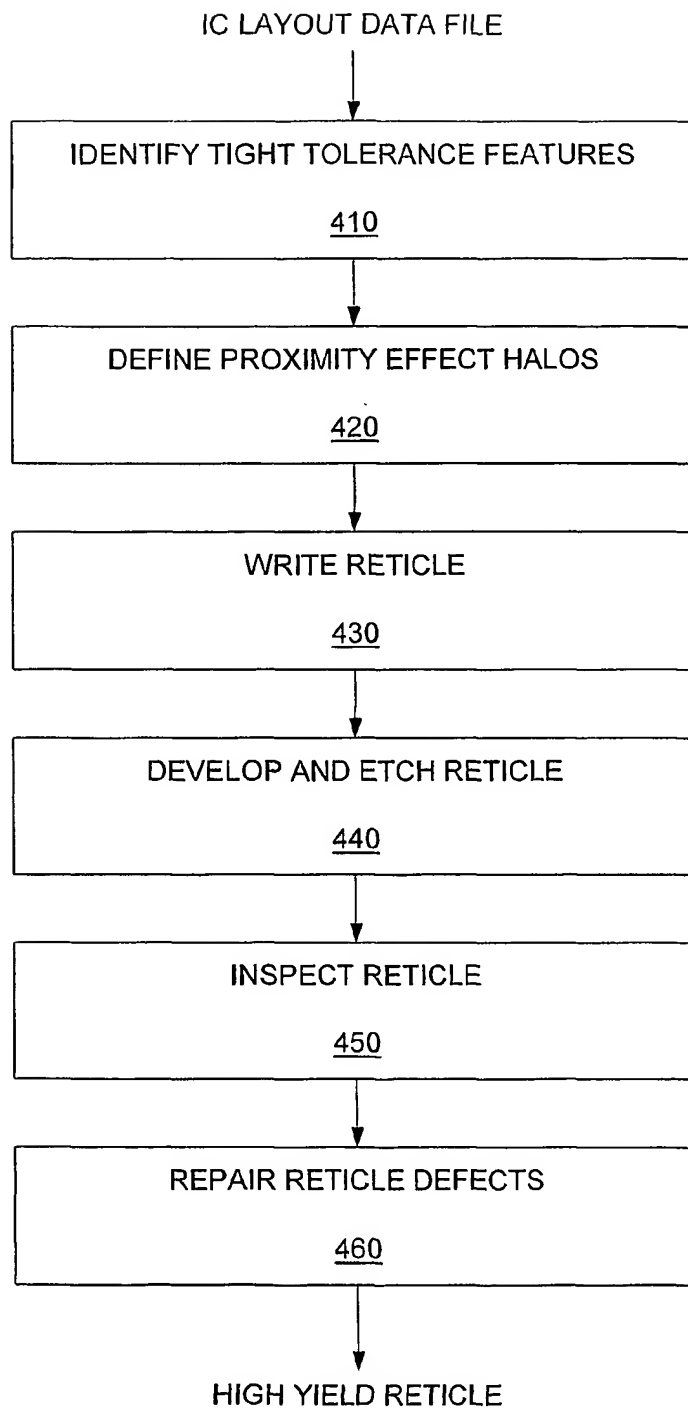 IC LAYOUT DATA FILE
IDENTIFY TIGHT TOLERANCE FEATURES
410
DEFINE PROXIMITY EFFECT HALOS
420
WRITE RETICLE
430
DEVELOP AND ETCH RETICLE
440
INSPECT RETICLE
450
REPAIR RETICLE DEFECTS
460
HIGH YIELD RETICLE